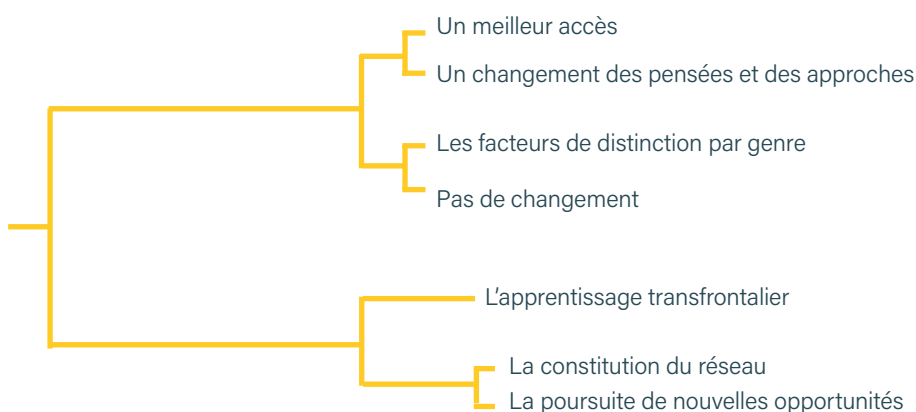 Un meilleur accès
Un changement des pensées et des approches
Les facteurs de distinction par genre
Pas de changement
L'apprentissage transfrontalier
La constitution du réseau
La poursuite de nouvelles opportunités